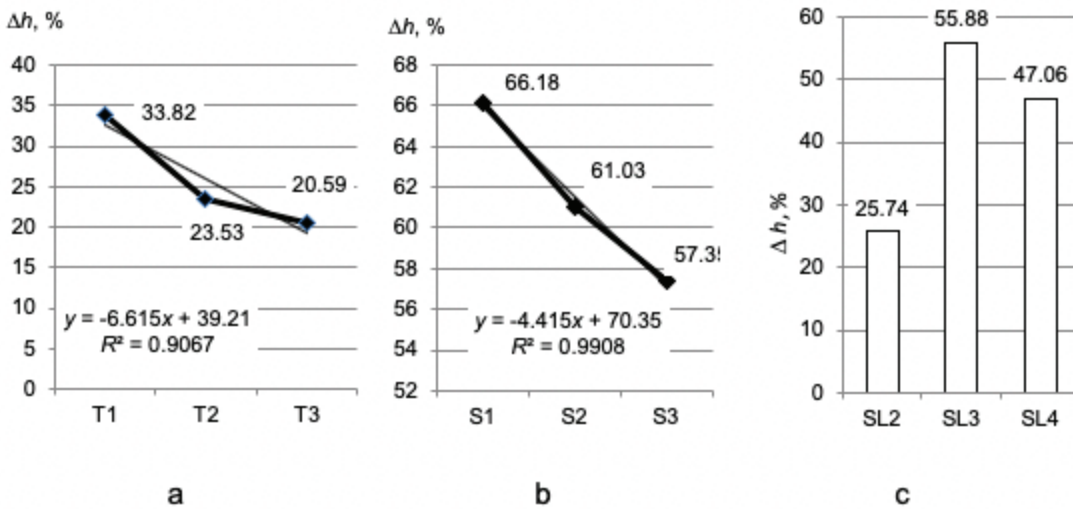 Δh, %
40
35
30
25
20
15
10
5
0
33.82
23.53
20.59
y = -6.615x + 39.21
R² = 0.9067
T1 T2 T3
a
Δh, %
68
66
64
62
60
58
56
54
52
66.18
61.03
57.35
y = -4.415x + 70.35
R² = 0.9908
S1 S2 S3
b
Δ h, %
60
50
40
30
20
10
0
25.74
55.88
47.06
SL2 SL3 SL4
c